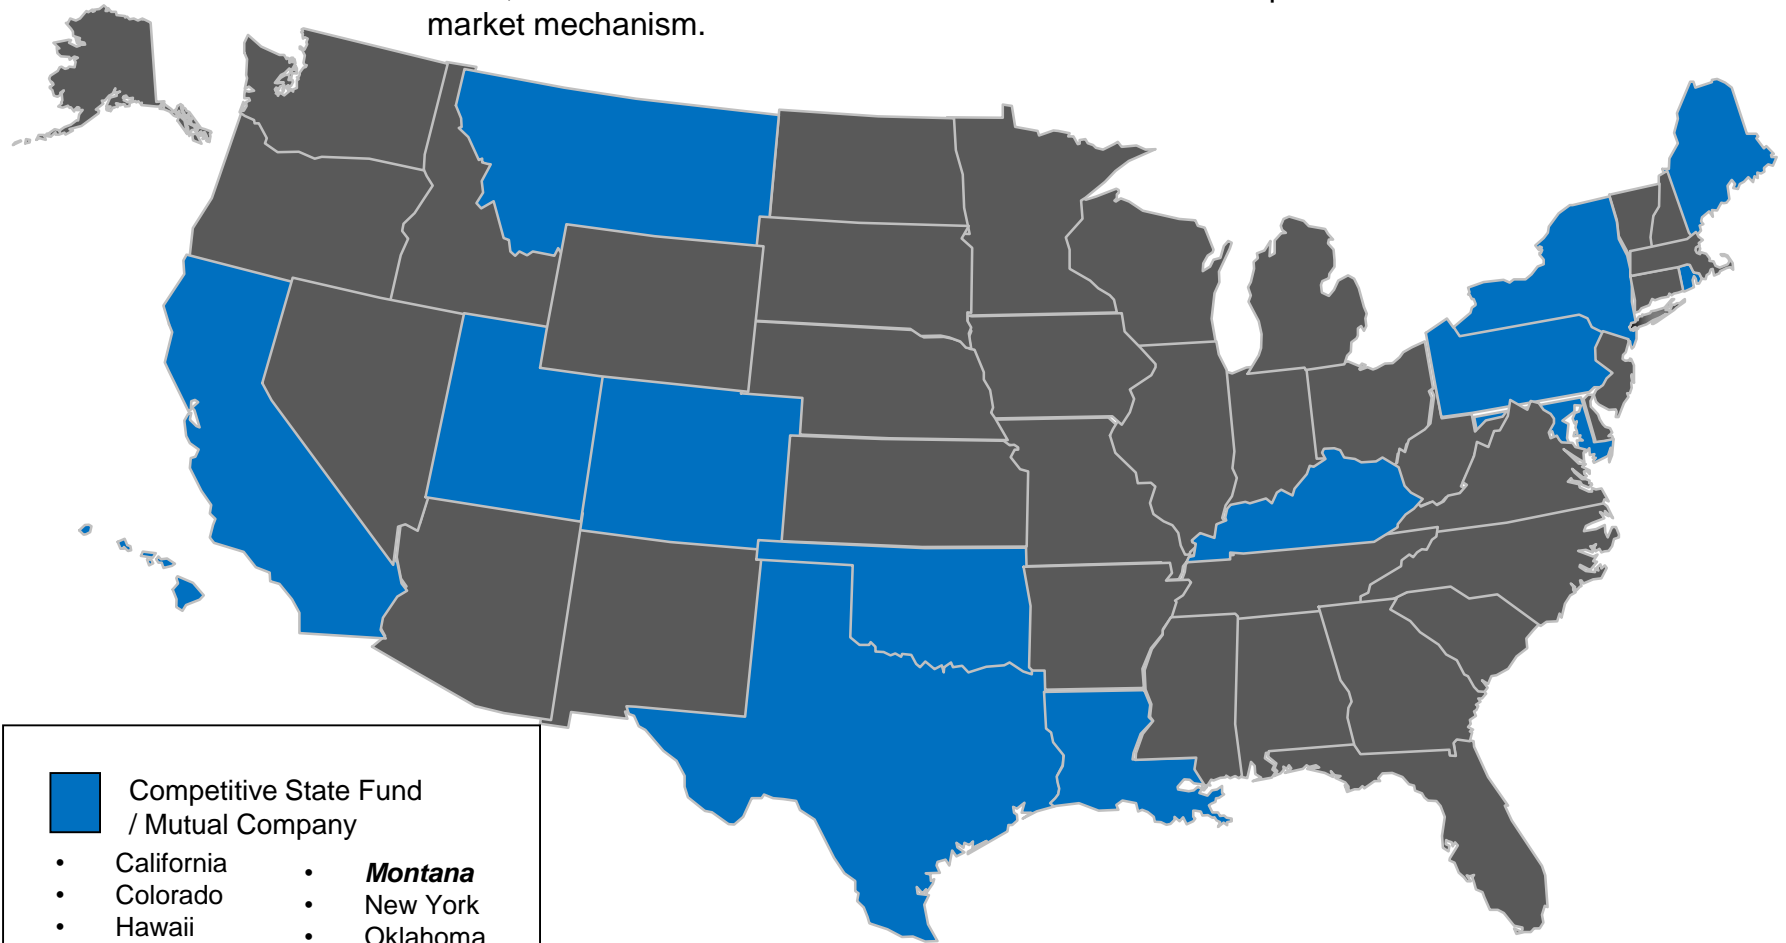 market mechanism.
Competitive State Fund
/ Mutual Company
• California
• Colorado
• Hawaii
• Montana
• New York
• Oklahoma